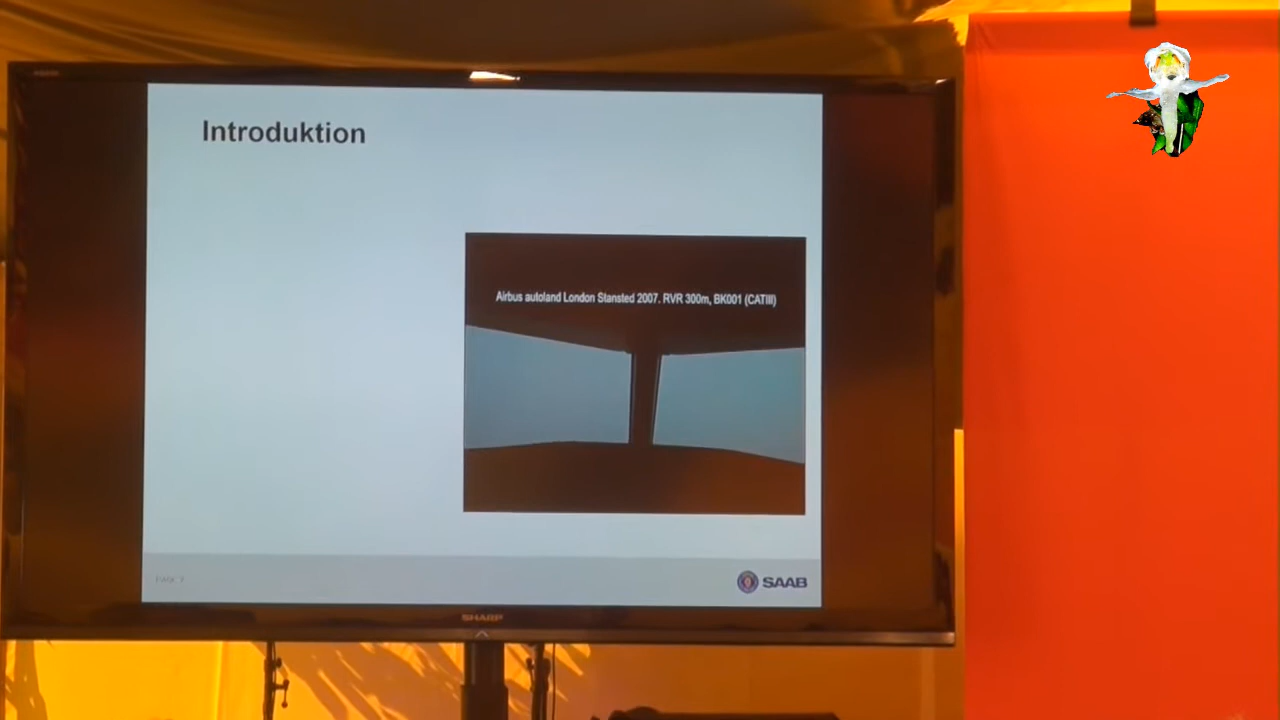 Introduktion
Airbus autoland London Stansted 2007. RVR 300m, BK001 (CATIII)
SAAB
SHARP